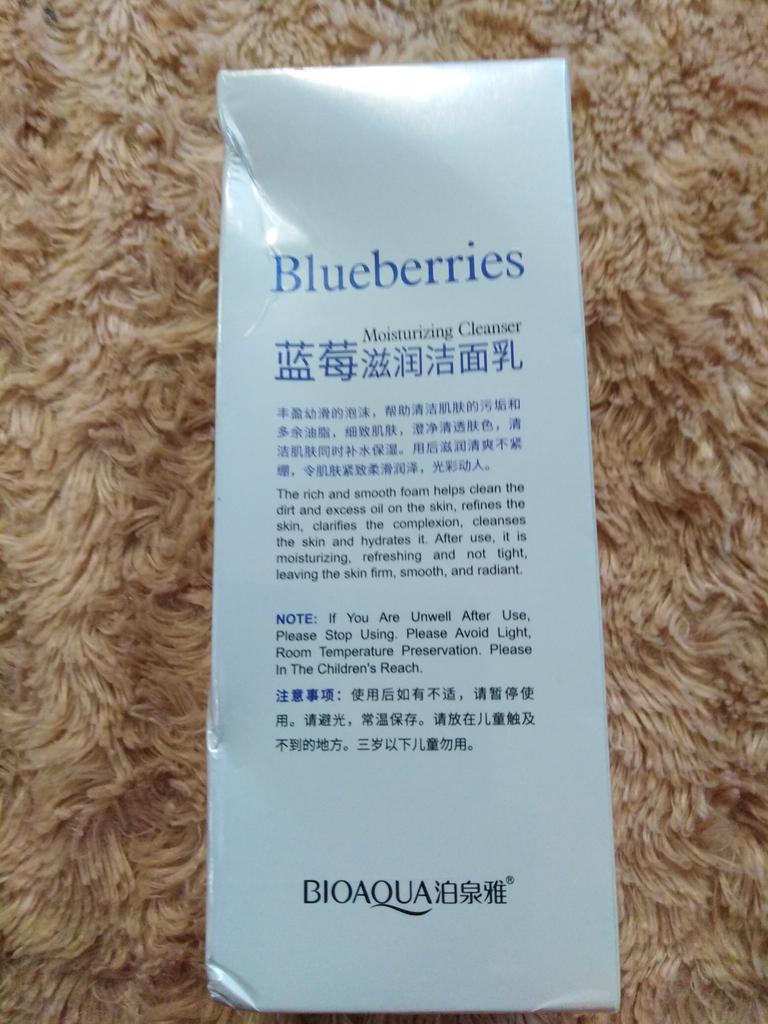 Blueberries
Moisturizing Cleanser
蓝莓滋润洁面乳
丰盈幼滑的泡沫，帮助清洁肌肤的污垢和
多余油脂，细致肌肤，澄净清透肤色，清
洁肌肤同时补水保湿。用后滋润清爽不紧
绷，令肌肤紧致柔滑润泽，光彩动人。
The rich and smooth foam helps clean the
dirt and excess oil on the skin, refines the
skin, clarifies the complexion, cleanses
the skin and hydrates it. After use, it is
moisturizing, refreshing and not tight,
leaving the skin firm, smooth, and radiant.
NOTE: If You Are Unwell After Use,
Please Stop Using. Please Avoid Light,
Room Temperature Preservation. Please
In The Children's Reach.
注意事项：使用后如有不适，请暂停使
用。请避光，常温保存。请放在儿童触及
不到的地方。三岁以下儿童勿用。
BIOAQUA泊泉雅®